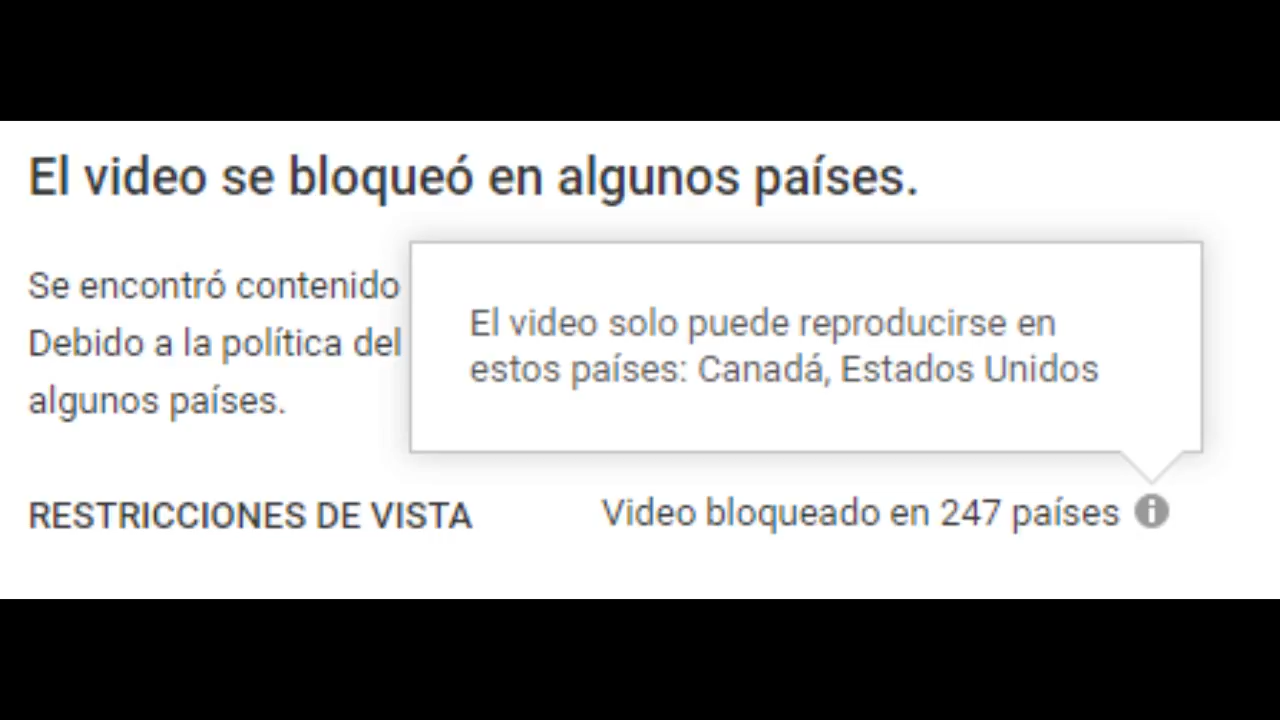 El video se bloqueó en algunos países.
Se encontró contenido
Debido a la política del
algunos países.
El video solo puede reproducirse en
estos países: Canadá, Estados Unidos
RESTRICCIONES DE VISTA
Video bloqueado en 247 países